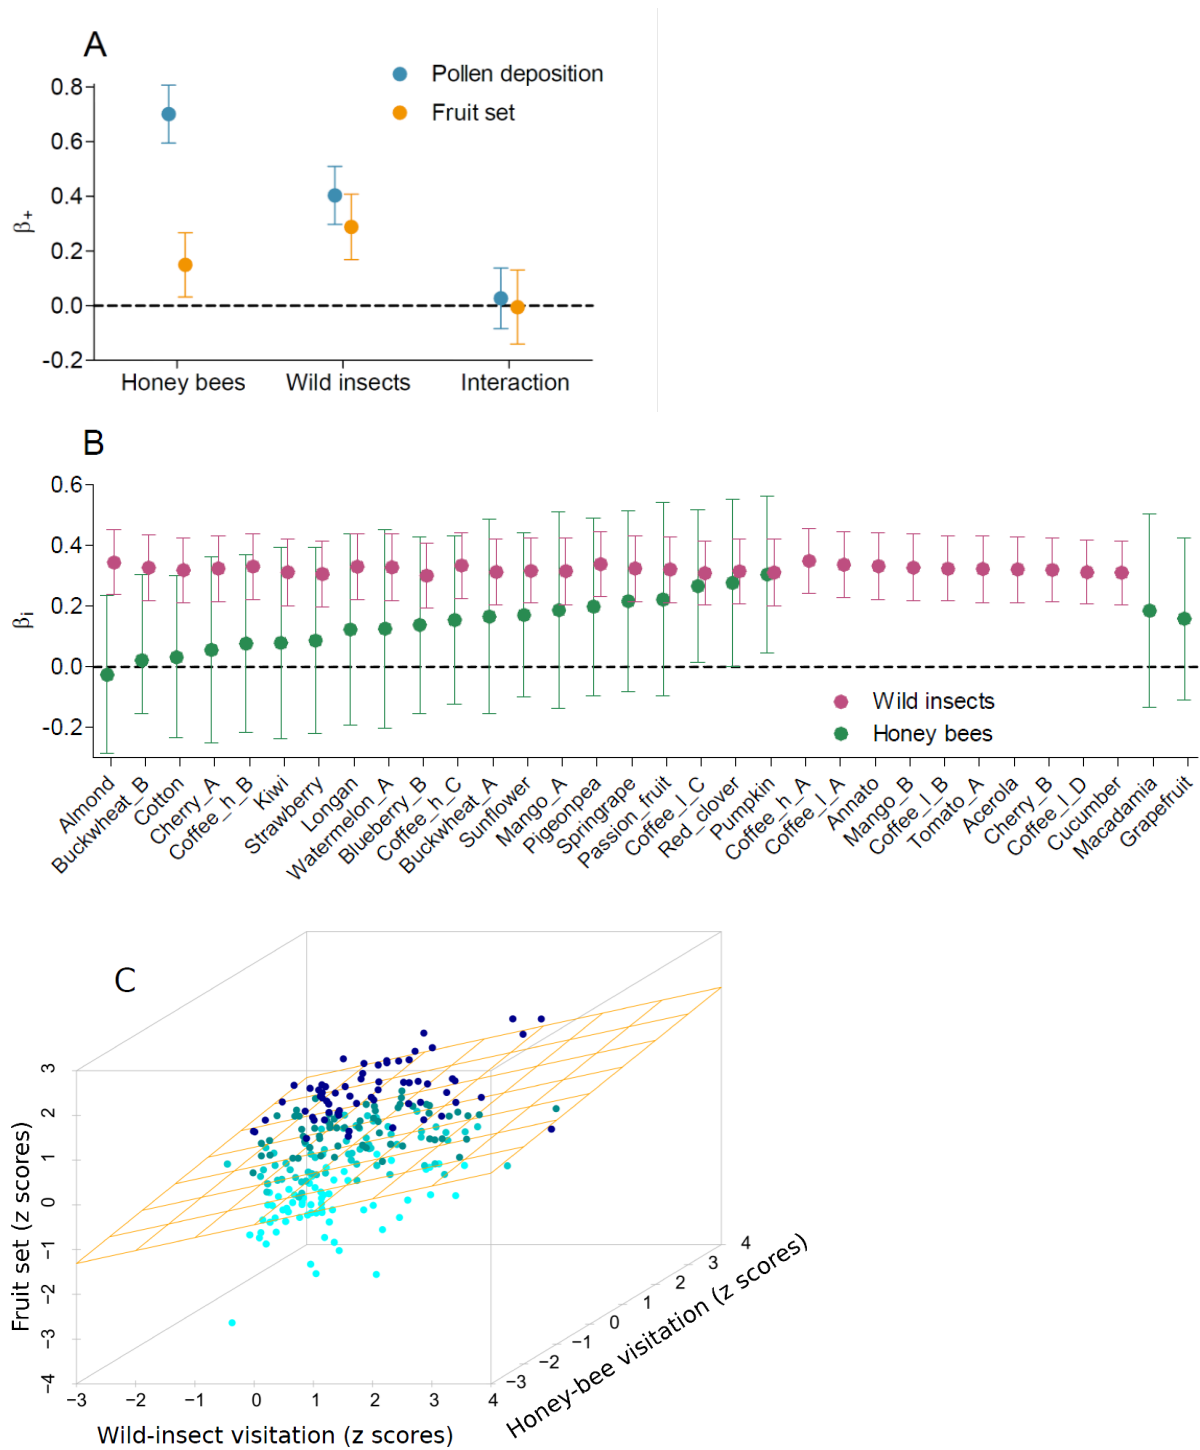 A
Pollen deposition
Fruit set
0.8
0.6
0.4
0.2
0.0
-0.2
β+
Honey bees Wild insects Interaction
B
0.6
0.4
0.2
0.0
-0.2
βi
Wild insects
Honey bees
Almond
Buckwheat_B
Cotton
Cherry_A
Coffee_h_B
Kiwi
Strawberry
Longan
Watermelon_A
Blueberry_B
Coffee_h_C
Buckwheat_A
Sunflower
Mango_A
Pigeonpea
Springrape
Passion_fruit
Coffee_l_C
Red_clover
Pumpkin
Coffee_h_A
Coffee_l_A
Annato
Mango_B
Coffee_l_B
Tomato_A
Acerola
Cherry_B
Coffee_l_D
Cucumber
Macadamia
Grapefruit
C
3
2
1
0
−1
−2
−3
−4
Fruit set (z scores)
−3 −2 −1 0 1 2 3 4
Wild-insect visitation (z scores)
−3 −2 −1 0 1 2 3 4
Honey-bee visitation (z scores)